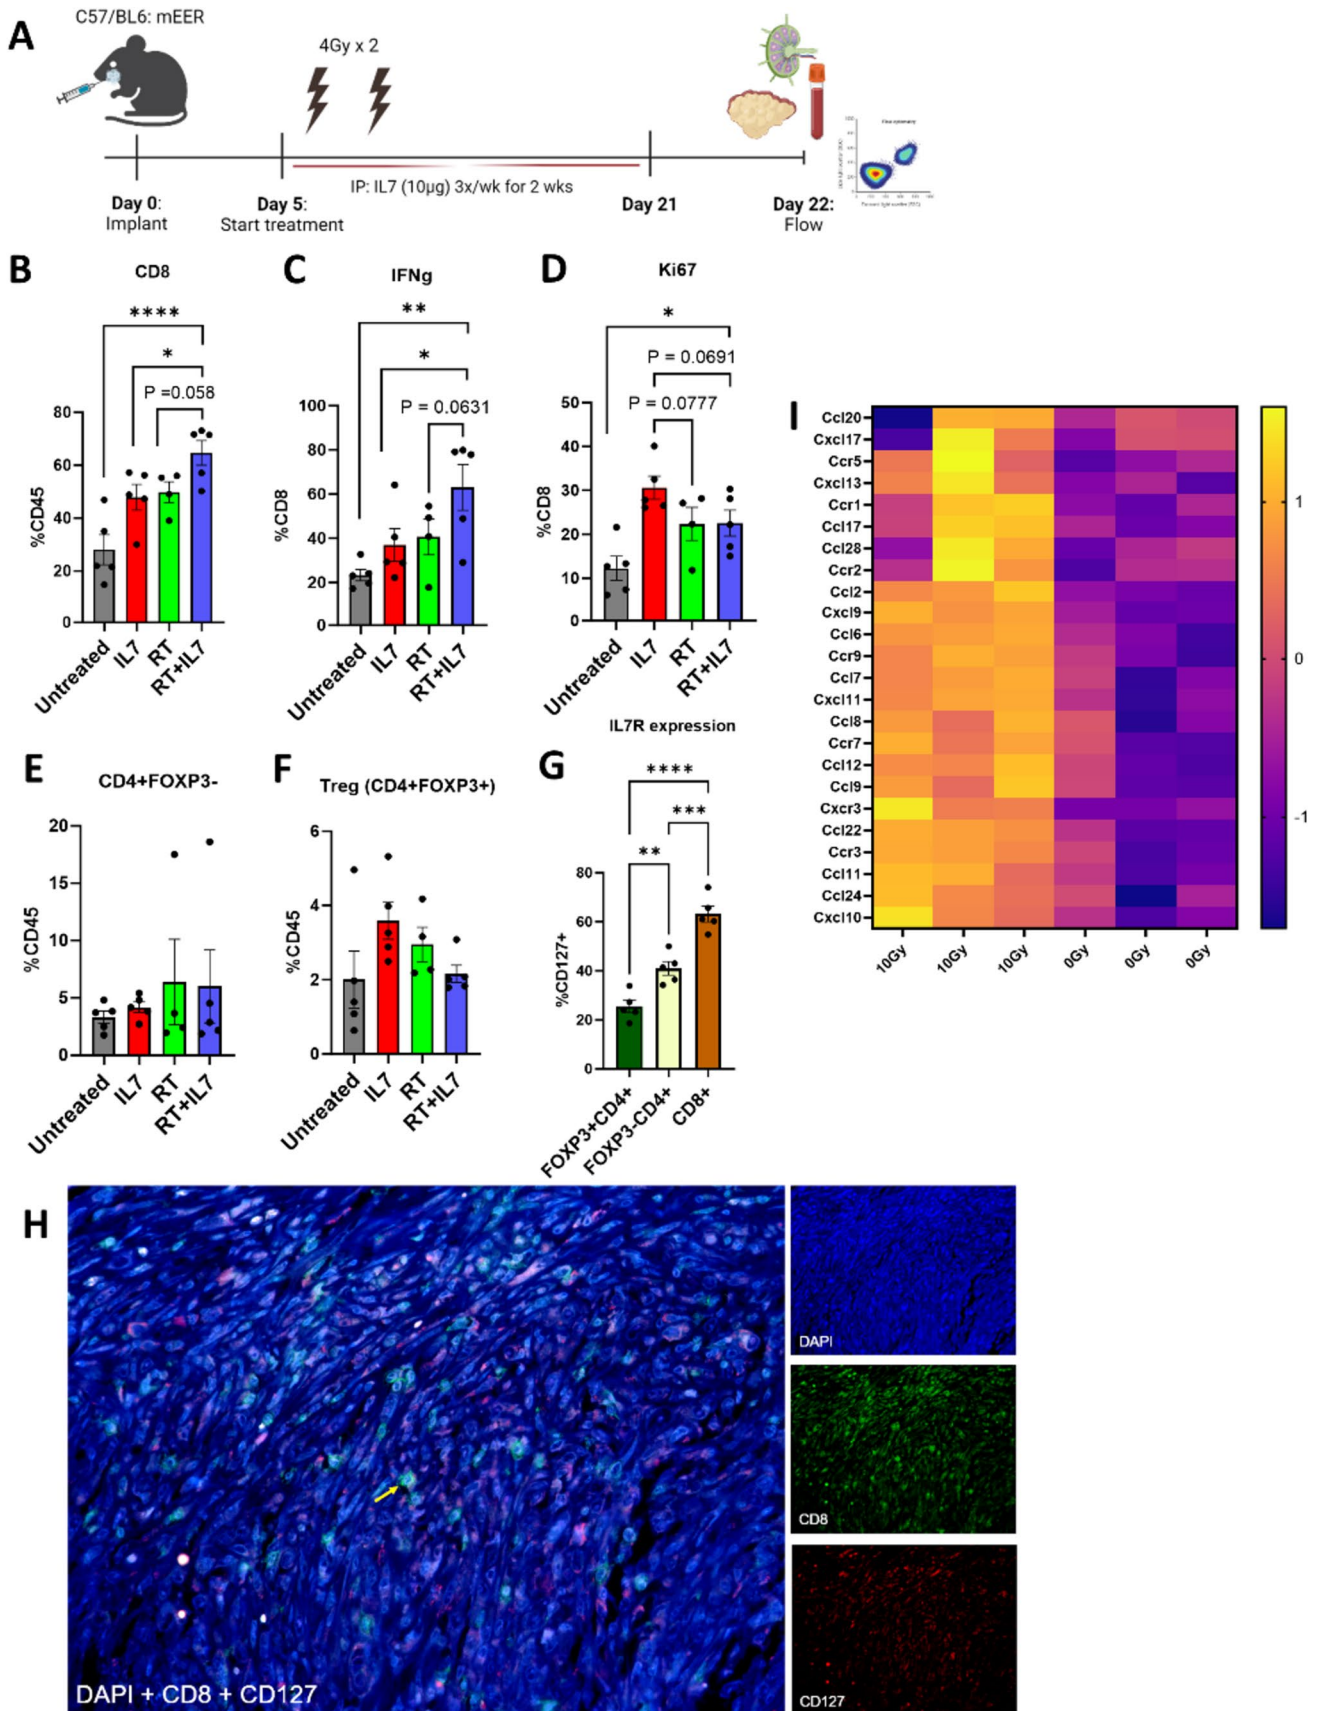 A
C57/BL6: mEER
4Gy x 2
IP: IL7 (10µg) 3x/wk for 2 wks
Day 0:
Implant
Day 5:
Start treatment
Day 21
Day 22:
Flow
Flow cytometry
B
CD8
****
*
P =0.058
%CD45
80
60
40
20
0
Untreated
IL7
RT
RT+IL7
C
IFNg
**
*
P = 0.0631
%CD8
100
80
60
40
20
0
Untreated
IL7
RT
RT+IL7
D
Ki67
*
P = 0.0691
P = 0.0777
%CD8
50
40
30
20
10
0
Untreated
IL7
RT
RT+IL7
E
CD4+FOXP3-
%CD45
20
15
10
5
0
Untreated
IL7
RT
RT+IL7
F
Treg (CD4+FOXP3+)
%CD45
6
4
2
0
Untreated
IL7
RT
RT+IL7
G
IL7R expression
****
***
**
%CD127+
80
60
40
20
0
FOXP3+CD4+
FOXP3-CD4+
CD8+
I
Ccl20
Cxcl17
Ccr5
Cxcl13
Ccr1
Ccl17
Ccl28
Ccr2
Ccl2
Cxcl9
Ccl6
Ccr9
Ccl7
Cxcl11
Ccl8
Ccr7
Ccl12
Ccl9
Cxcr3
Ccl22
Ccr3
Ccl11
Ccl24
Cxcl10
10Gy
10Gy
10Gy
0Gy
0Gy
0Gy
1
0
-1
H
DAPI + CD8 + CD127
DAPI
CD8
CD127